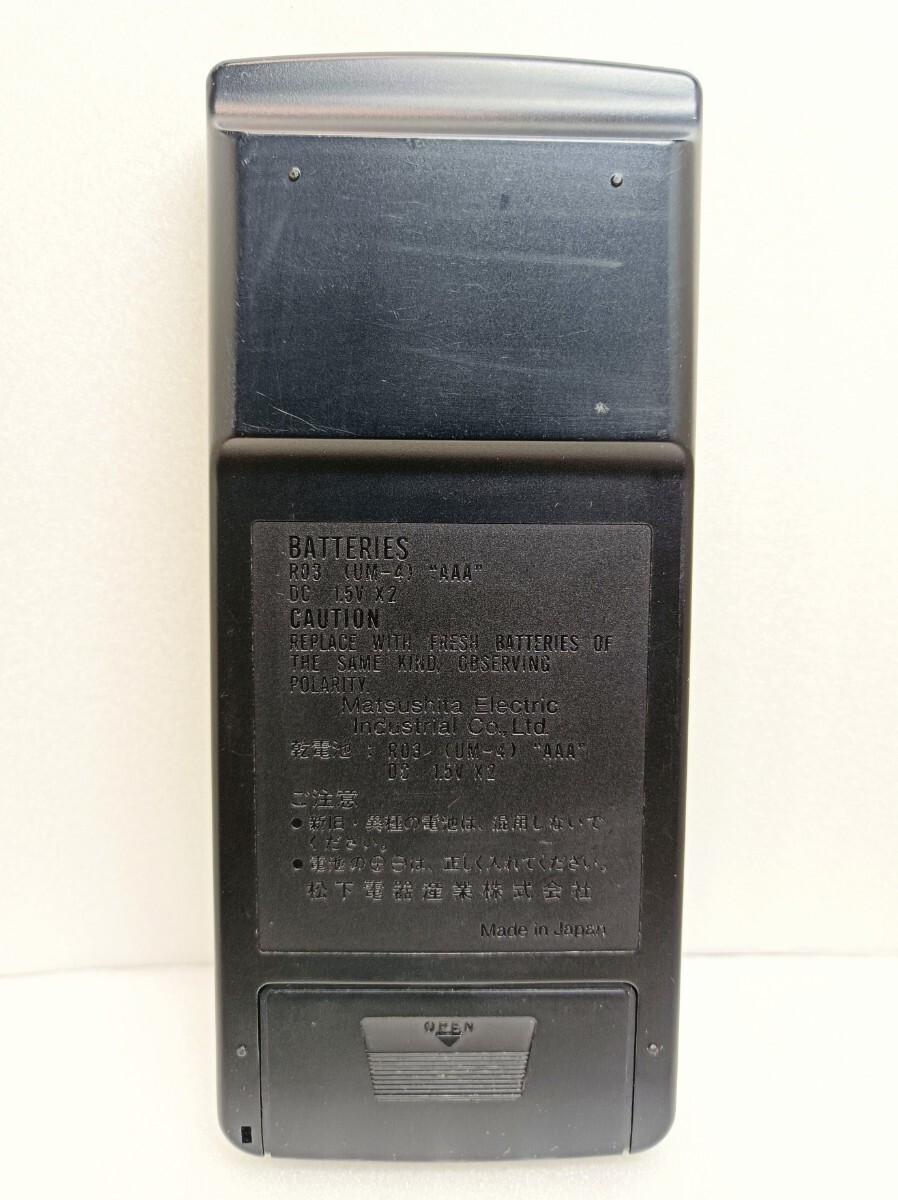 BATTERIES
R03 (UM-4) "AAA"
DC 1.5V X2
CAUTION
REPLACE WITH FRESH BATTERIES OF
THE SAME KIND, OBSERVING
POLARITY.
Matsushita Electric
Industrial Co., Ltd.
乾電池 : R03 (UM-4) "AAA"
DC 1.5V X2
ご注意
● 新旧・異種の電池は、混用しないで
ください。
● 電池の⊕⊖は、正しく入れてください。
松下電器産業株式会社
Made in Japan
OPEN